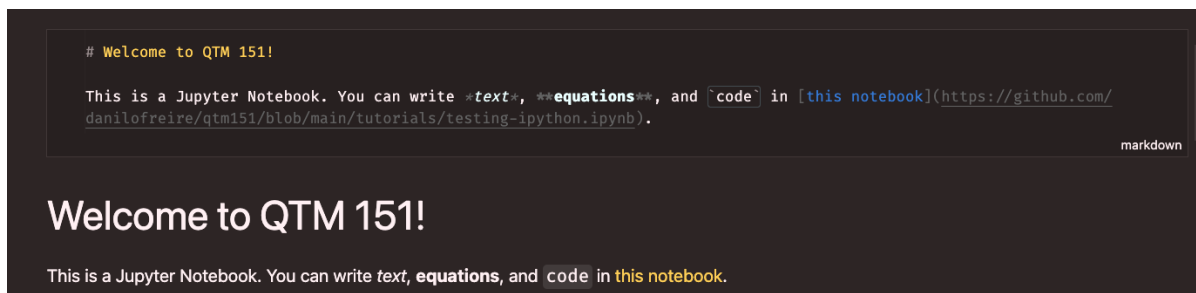 # Welcome to QTM 151!
This is a Jupyter Notebook. You can write *text*, **equations**, and `code` in [this notebook](https://github.com/
danilofreire/qtm151/blob/main/tutorials/testing-ipython.ipynb).
markdown
Welcome to QTM 151!
This is a Jupyter Notebook. You can write text, equations, and code in this notebook.